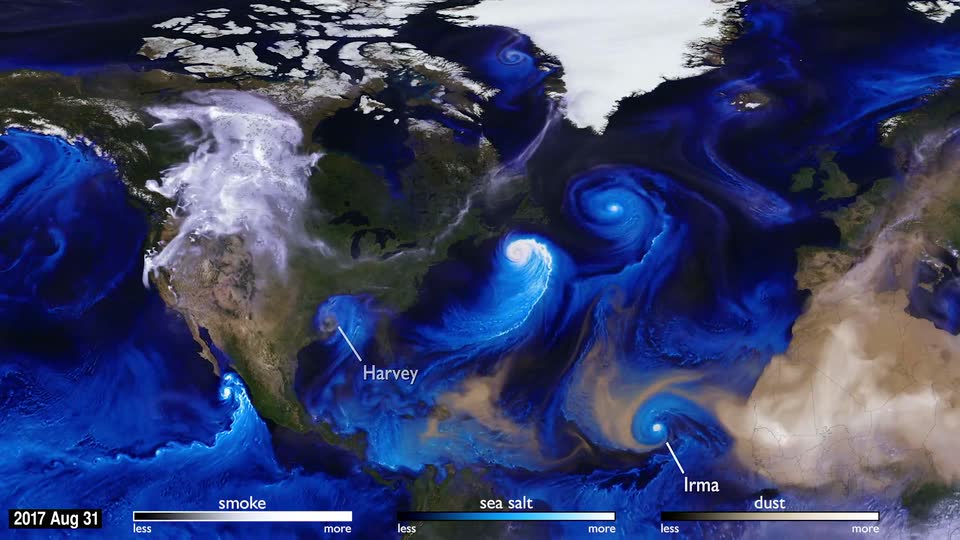 Harvey
Irma
2017 Aug 31
smoke
less more
sea salt
less more
dust
less more